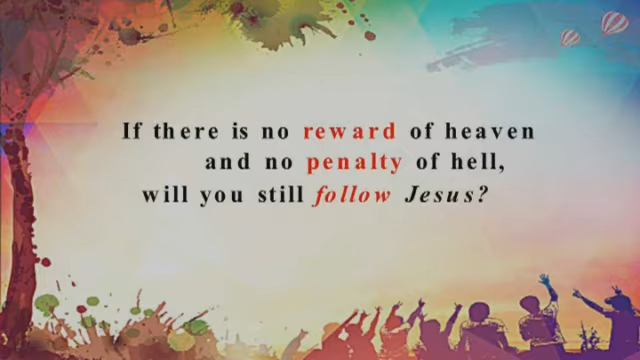 If there is no reward of heaven
and no penalty of hell,
will you still follow Jesus?